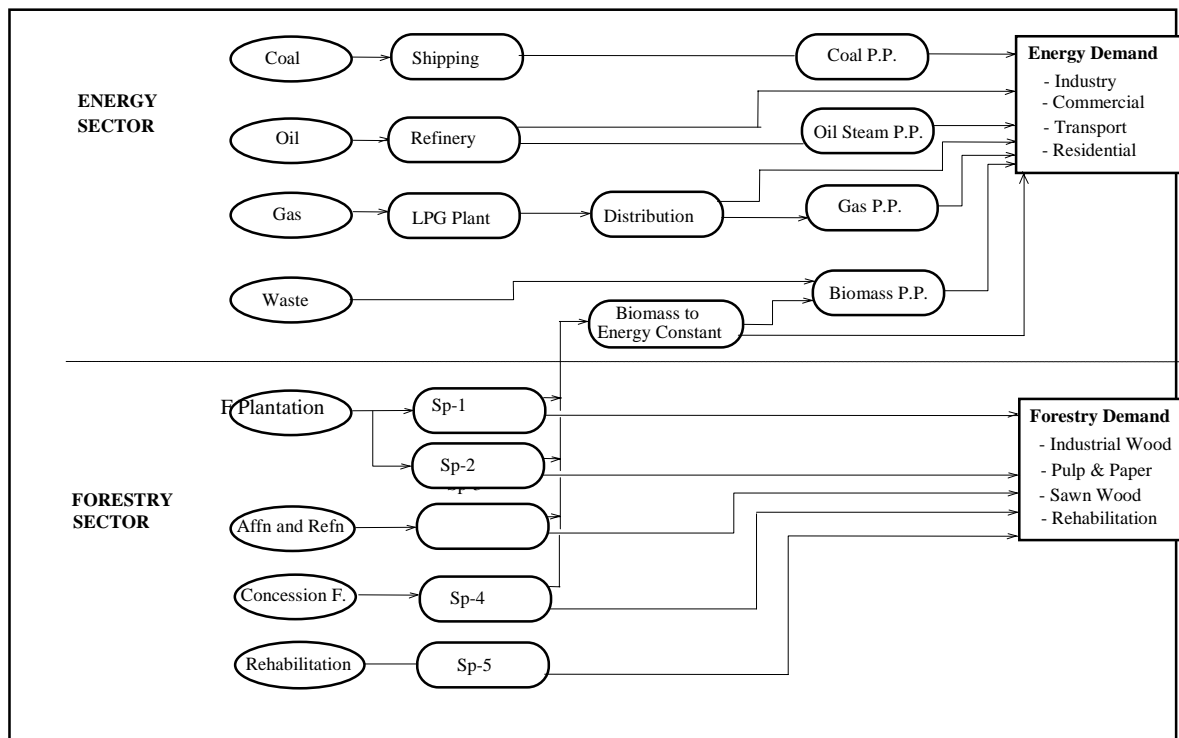 Coal
Shipping
Coal P.P.
Energy Demand
- Industry
- Commercial
- Transport
- Residential
ENERGY
SECTOR
Oil
Refinery
Oil Steam P.P.
Gas
LPG Plant
Distribution
Gas P.P.
Waste
Biomass P.P.
Biomass to
Energy Constant
F Plantation
Sp-1
Forestry Demand
- Industrial Wood
- Pulp & Paper
- Sawn Wood
- Rehabilitation
Sp-2
FORESTRY
SECTOR
Affn and Refn
Concession F.
Sp-4
Rehabilitation
Sp-5